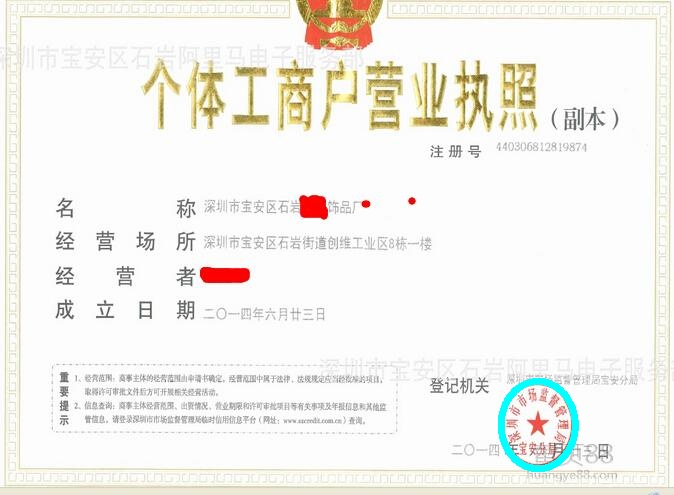 深圳市宝安区石岩阿里马电子服务部
个体工商户营业执照（副本）
注册号 440306812819874
名称 深圳市宝安区石岩 饰品厂
经营场所 深圳市宝安区石岩街道创维工业区8栋一楼
经营者
成立日期 二〇一四年六月廿三日
深圳市宝安区石岩阿里马电子服务
重要提示
1、经营范围：商事主体的经营范围由申请书确定。经营范围中属于法律、法规规定应当经批准的项目，
取得许可审批文件后方可开展相关经营活动。
2、信息查询：商事主体经营范围、出资情况、营业期限和许可审批项目等有关事项及年报信息和其他监
管信息，请登录深圳市市场监督管理局商事主体信用信息平台（网址：www.szcredit.com.cn）查询。
登记机关 深圳市市场监督管理局宝安分局
深圳市市场监督管理局
宝安分局
二〇一四年 月 三日
黄页88
huangye88.com